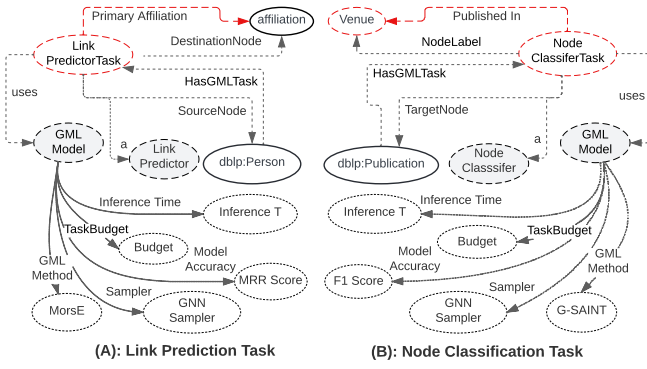 Primary Affiliation
affiliation
Link
PredictorTask
DestinationNode
HasGMLTask
uses
SourceNode
GML
Model
a
Link
Predictor
dblp:Person
Inference Time
Inference T
TaskBudget
Budget
Model
Accuracy
GML
Method
MRR Score
Sampler
MorsE
GNN
Sampler
(A): Link Prediction Task
Venue
Published In
NodeLabel
Node
ClassiferTask
HasGMLTask
uses
TargetNode
a
GML
Model
dblp:Publication
Node
Classsifer
Inference Time
Inference T
TaskBudget
Budget
Model
Accuracy
GML
Method
F1 Score
Sampler
GNN
Sampler
G-SAINT
(B): Node Classification Task